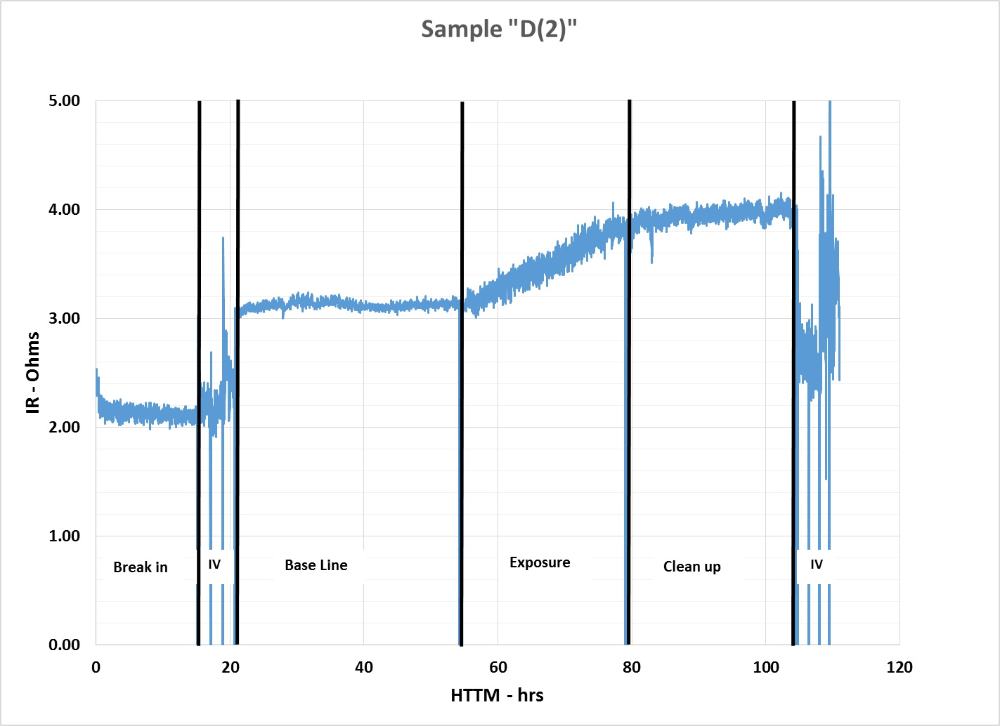 Sample "D(2)"
5.00
4.00
3.00
2.00
1.00
0.00
IR - Ohms
Break in
IV
Base Line
Exposure
Clean up
IV
0
20
40
60
80
100
120
HTTM - hrs